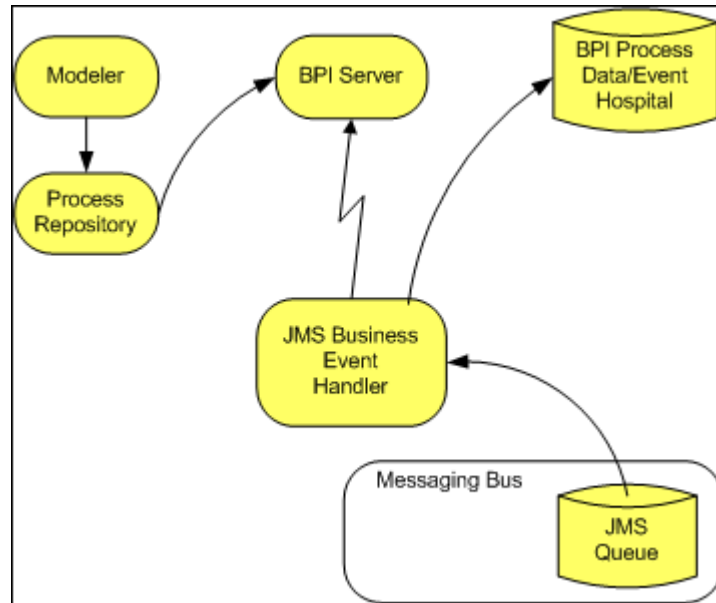 Modeler
BPI Server
BPI Process
Data/Event
Hospital
Process
Repository
JMS Business
Event
Handler
Messaging Bus
JMS
Queue